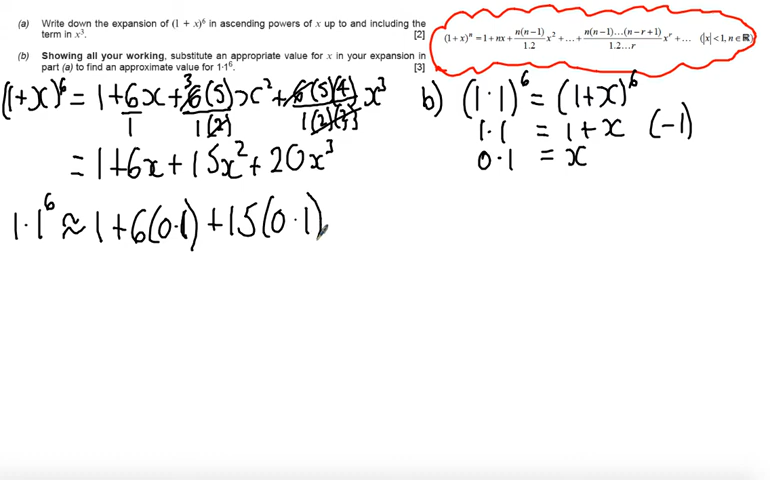 (a) Write down the expansion of (1 + x)⁶ in ascending powers of x up to and including the term in x³. [2]
(b) Showing all your working, substitute an appropriate value for x in your expansion in part (a) to find an approximate value for 1·1⁶. [3]
(1+x)ⁿ = 1 + nx + n(n−1)/1.2 x² + … + n(n−1)…(n−r+1)/1.2…r xʳ + … (|x| < 1, n ∈ ℝ)
(1+x)⁶ = 1 + 6x/1 + ³6(5)/1(2) x² + 6(5)(4)/1(2)(3) x³
= 1+6x+15x²+20x³
1·1⁶ ≈ 1+6(0·1)+15(0·1)
b) (1·1)⁶ = (1+x)⁶
1·1 = 1+x (−1)
0·1 = x